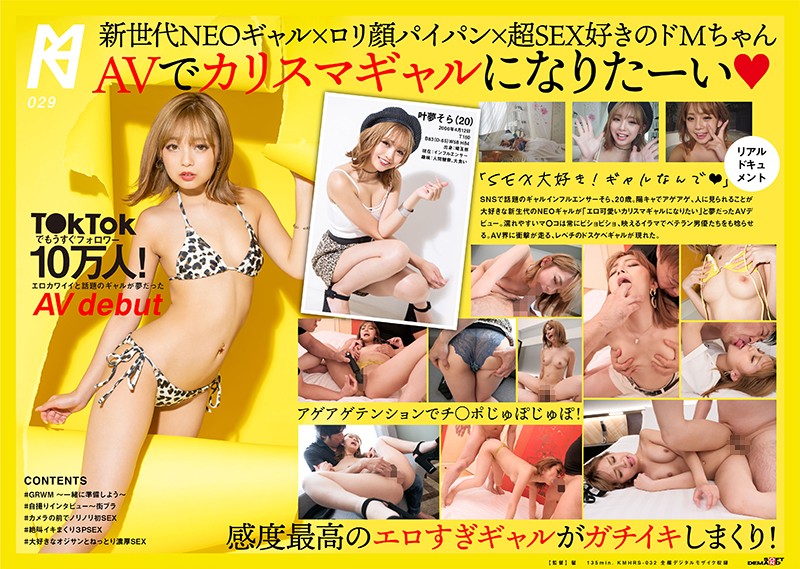 029
新世代NEOギャル×ロリ顔パイパン×超SEX好きのドMちゃん
AVでカリスマギャルになりたーい♥
叶夢そら(20)
T160
T●kTok
でもうすぐフォロワー
10万人!
エロカワイイと話題のギャルが夢だった
AV debut
リアル
ドキュ
メント
「SEX大好き!ギャルなんで♥」
SNSで話題のギャルインフルエンサーそら、20歳。陽キャでアゲアゲ、人に見られることが
大好きな新生代のNEOギャルが「エロ可愛いカリスマギャルになりたい」と夢だったAVデ
ビュー。濡れやすいマ○コは常にビショビショ、映えるイラマでベテラン男優たちをも唸らせ
る。AV界に衝撃が走る、レベチのドスケベギャルが現れた。
アゲアゲテンションでチ○ポじゅぽじゅぽ!
CONTENTS
#GRWM ～一緒に準備しよう～
#自撮りインタビュー～街ブラ
#カメラの前でノリノリ初SEX
#絶叫イキまくり3PSEX
#大好きなオジサンとねっとり濃厚SEX
感度最高のエロすぎギャルがガチイキしまくり!
135min. KMHRS-032 全編デジタルモザイク収録